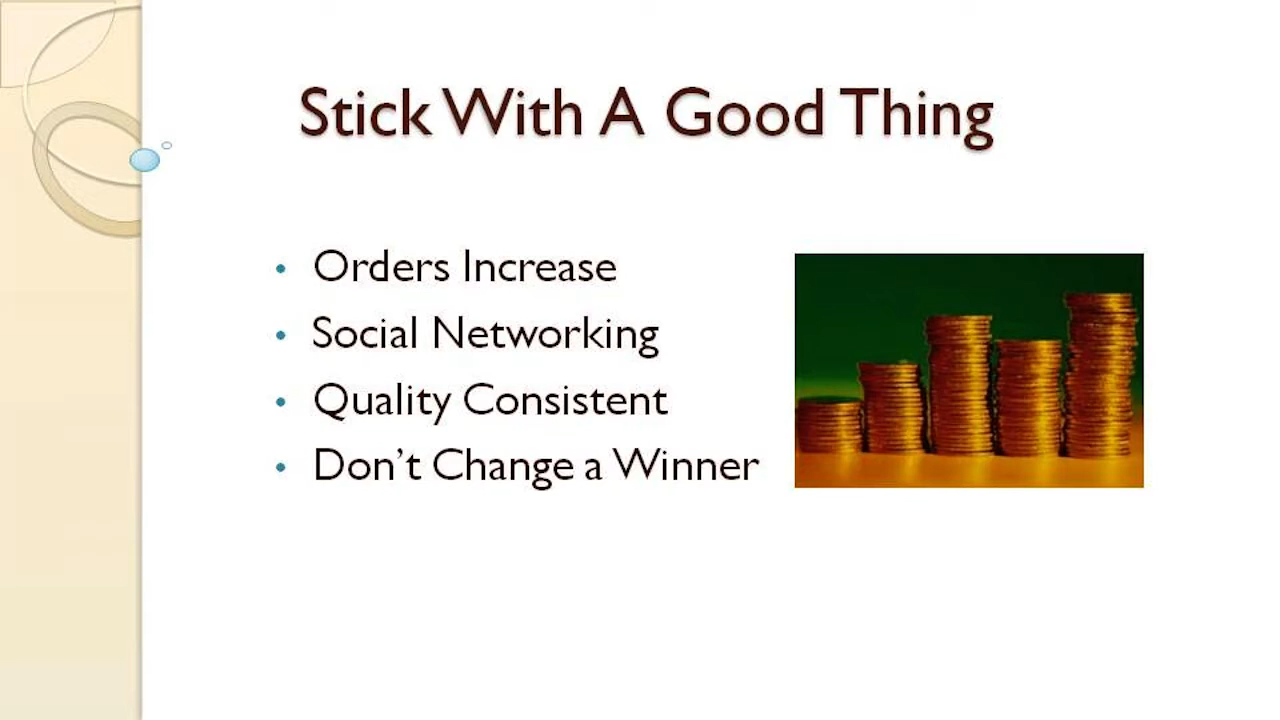 Stick With A Good Thing
• Orders Increase
• Social Networking
• Quality Consistent
• Don’t Change a Winner